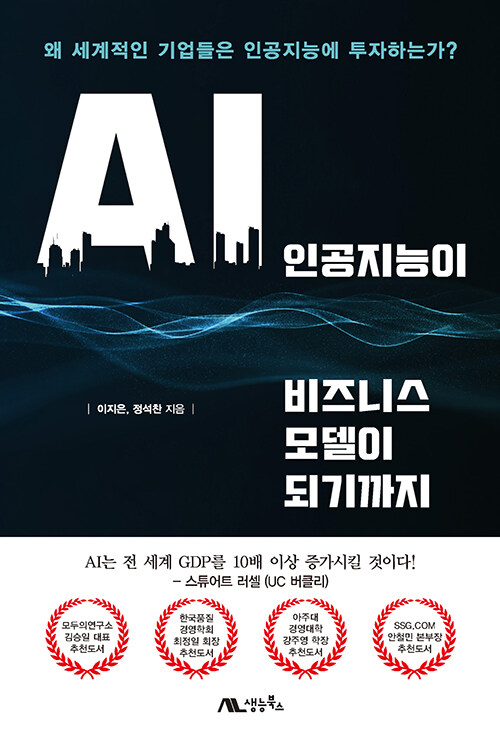 왜 세계적인 기업들은 인공지능에 투자하는가?
AI
인공지능이
비즈니스
모델이
되기까지
| 이지은, 정석찬 지음 |
AI는 전 세계 GDP를 10배 이상 증가시킬 것이다!
– 스튜어트 러셀 (UC 버클리)
모두의연구소
김승일 대표
추천도서
한국품질
경영학회
최정일 회장
추천도서
아주대
경영대학
강주영 학장
추천도서
SSG.COM
안철민 본부장
추천도서
생능북스